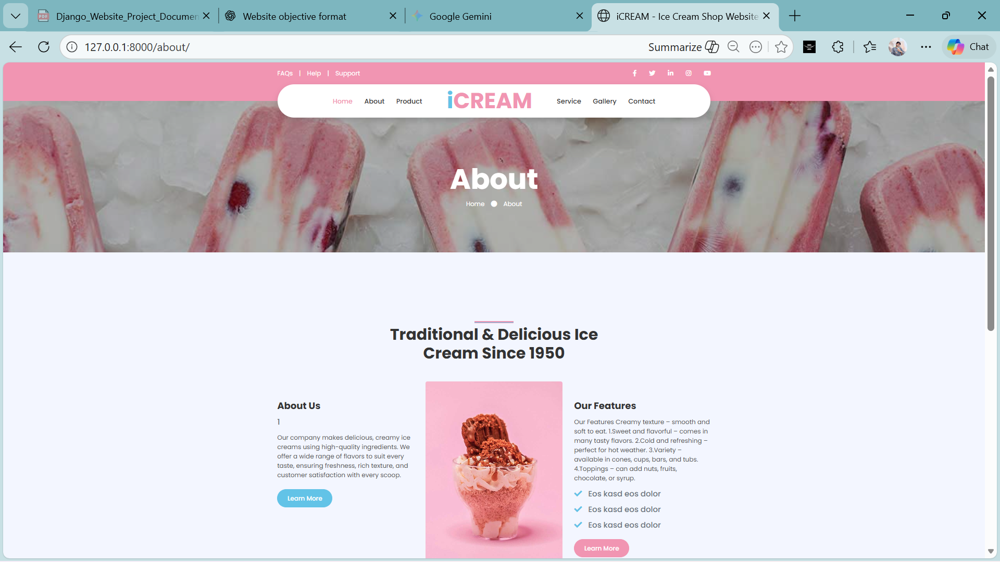 Django_Website_Project_Documen
Website objective format
Google Gemini
iCREAM - Ice Cream Shop Website
127.0.0.1:8000/about/
Summarize
Chat
FAQs | Help | Support
Home About Product iCREAM Service Gallery Contact
About
Home About
Traditional & Delicious Ice
Cream Since 1950
About Us
1
Our company makes delicious, creamy ice
creams using high-quality ingredients. We
offer a wide range of flavors to suit every
taste, ensuring freshness, rich texture, and
customer satisfaction with every scoop.
Learn More
Our Features
Our Features Creamy texture – smooth and
soft to eat. 1.Sweet and flavorful – comes in
many tasty flavors. 2.Cold and refreshing –
perfect for hot weather. 3.Variety –
available in cones, cups, bars, and tubs.
4.Toppings – can add nuts, fruits,
chocolate, or syrup.
Eos kasd eos dolor
Eos kasd eos dolor
Eos kasd eos dolor
Learn More